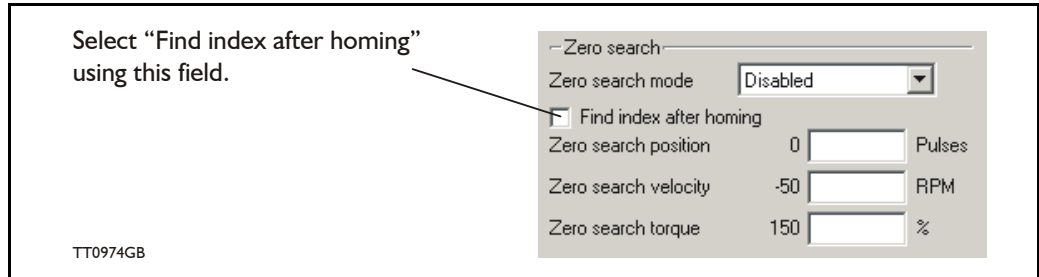 Select “Find index after homing”
using this field.
Zero search
Zero search mode Disabled
Find index after homing
Zero search position 0 Pulses
Zero search velocity -50 RPM
Zero search torque 150 %
TT0974GB